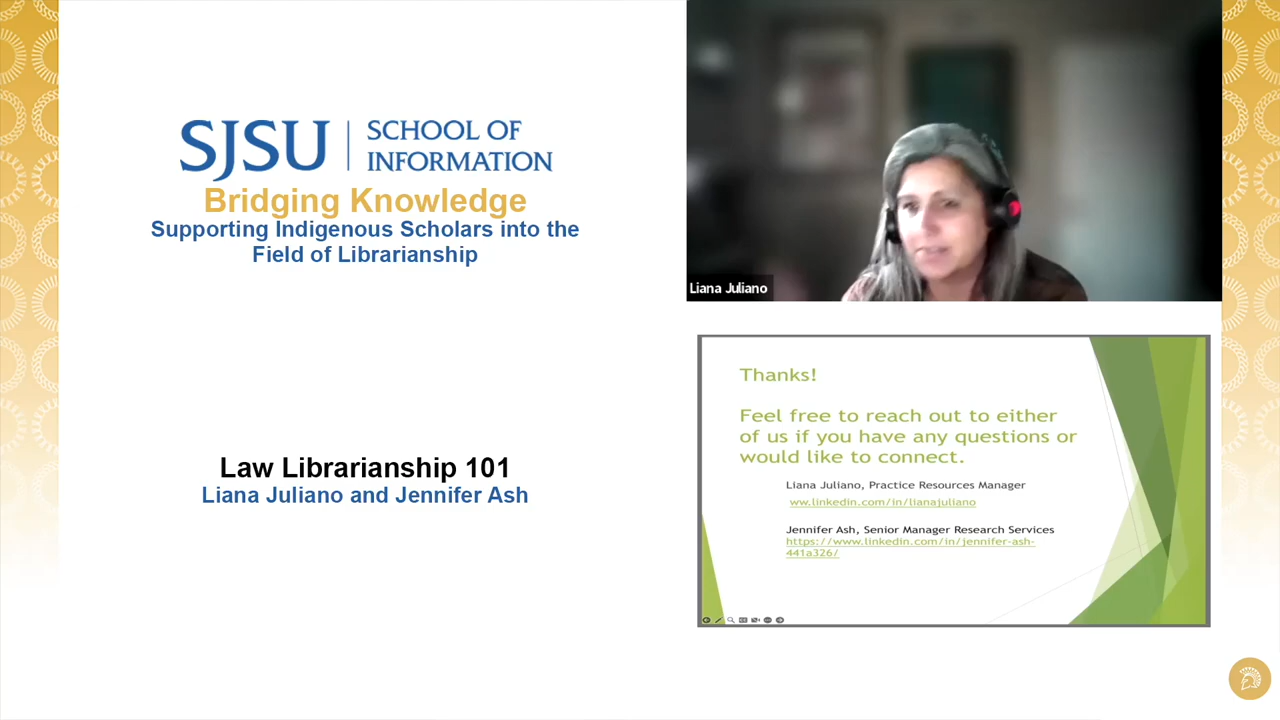 SJSU | SCHOOL OF
INFORMATION
Bridging Knowledge
Supporting Indigenous Scholars into the
Field of Librarianship
Law Librarianship 101
Liana Juliano and Jennifer Ash
Liana Juliano
Thanks!
Feel free to reach out to either
of us if you have any questions or
would like to connect.
Liana Juliano, Practice Resources Manager
ww.linkedin.com/in/lianajuliano
Jennifer Ash, Senior Manager Research Services
https://www.linkedin.com/in/jennifer-ash-
441a326/